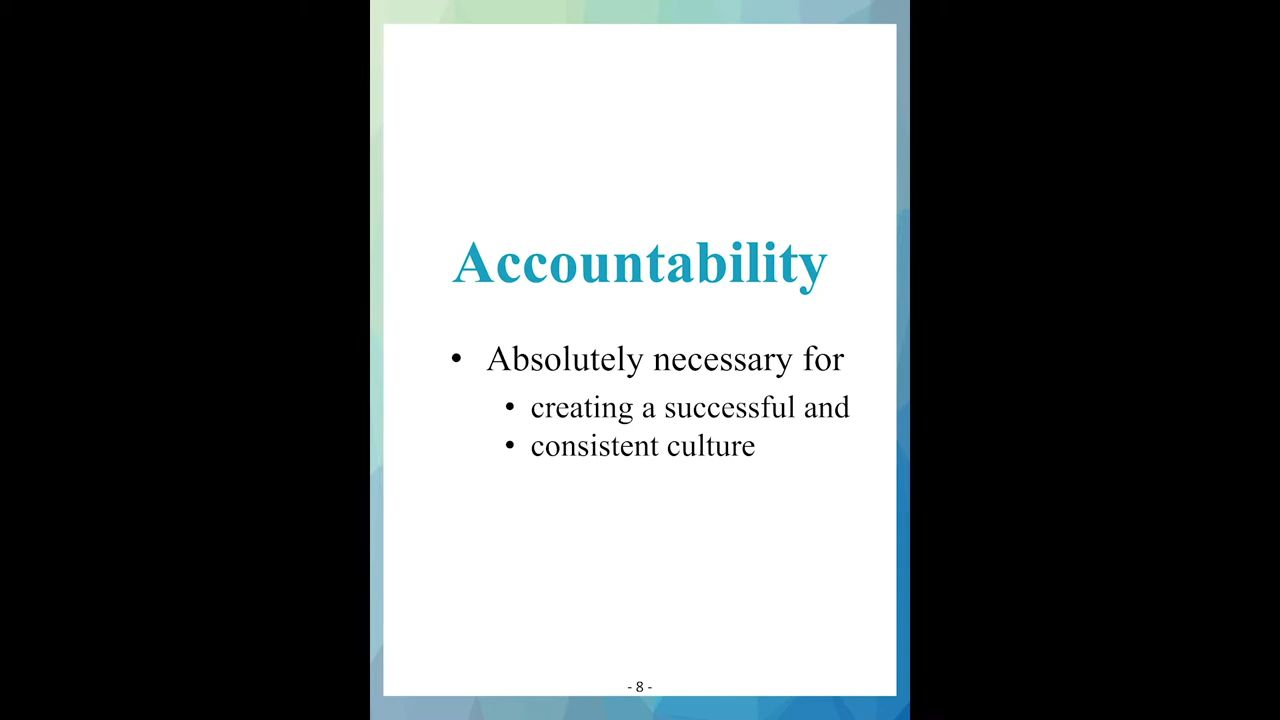 Accountability
• Absolutely necessary for
• creating a successful and
• consistent culture
- 8 -